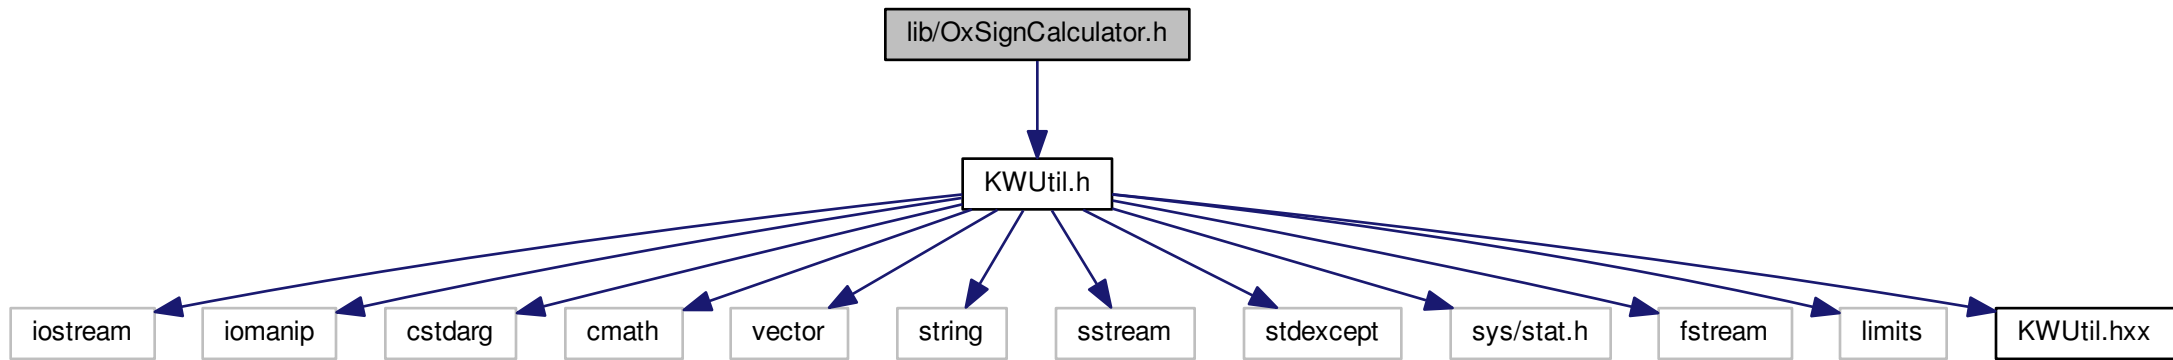 lib/OxSignCalculator.h
KWUtil.h
iostream
iomanip
cstdarg
cmath
vector
string
sstream
stdexcept
sys/stat.h
fstream
limits
KWUtil.hxx